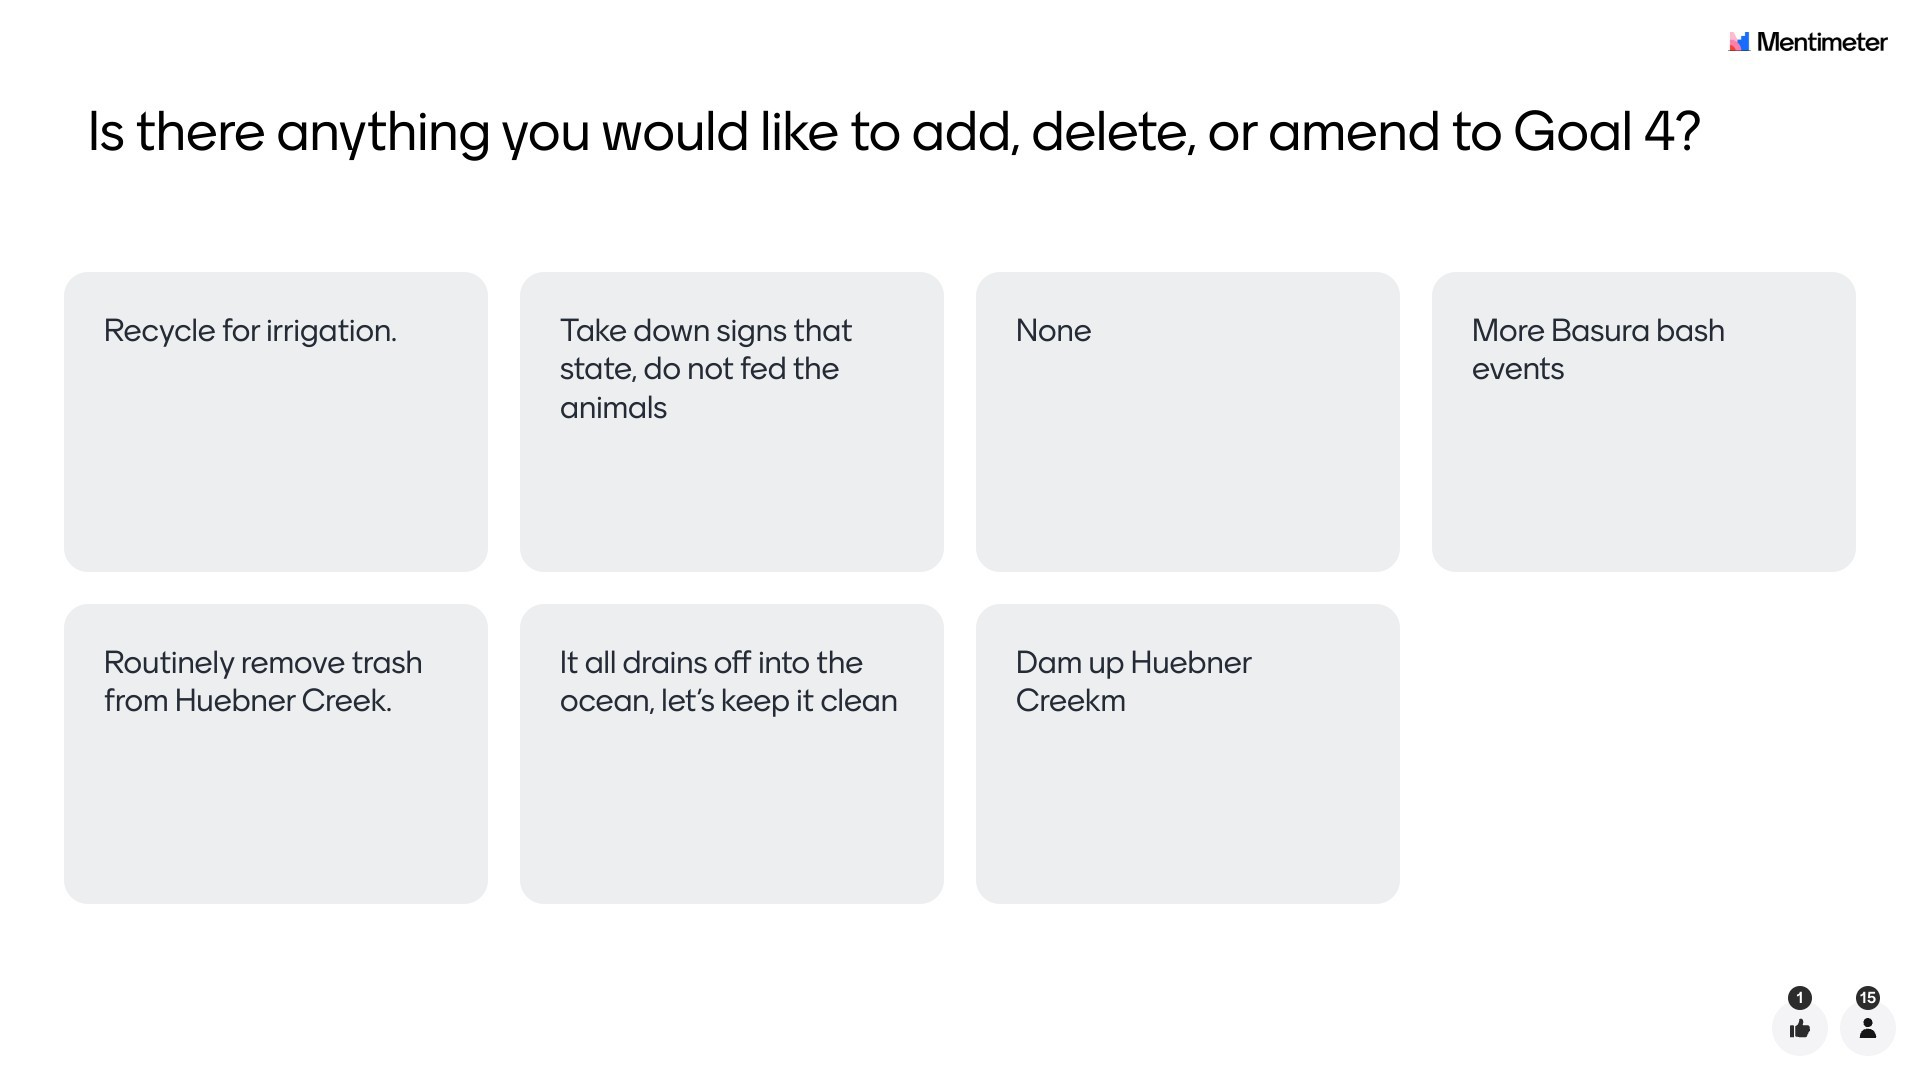 Mentimeter
Is there anything you would like to add, delete, or amend to Goal 4?
Recycle for irrigation.
Take down signs that
state, do not fed the
animals
None
More Basura bash
events
Routinely remove trash
from Huebner Creek.
It all drains off into the
ocean, let's keep it clean
Dam up Huebner
Creekm
1
15